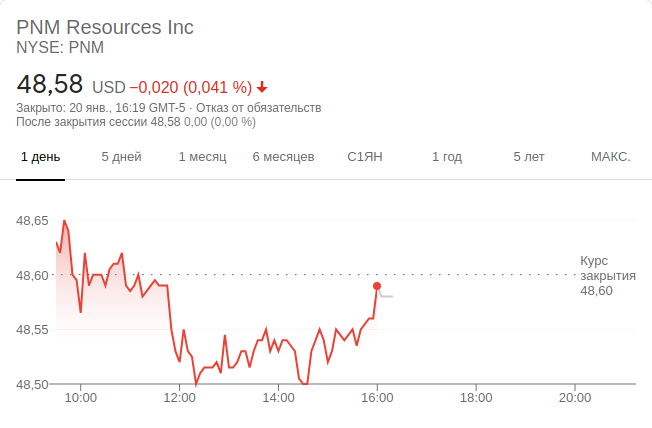 PNM Resources Inc
NYSE: PNM
48,58 USD −0,020 (0,041 %)
Закрыто: 20 янв., 16:19 GMT-5 · Отказ от обязательств
После закрытия сессии 48,58 0,00 (0,00 %)
1 день 5 дней 1 месяц 6 месяцев С1ЯН 1 год 5 лет МАКС.
48,65
48,60
48,55
48,50
Курс
закрытия
48,60
10:00 12:00 14:00 16:00 18:00 20:00